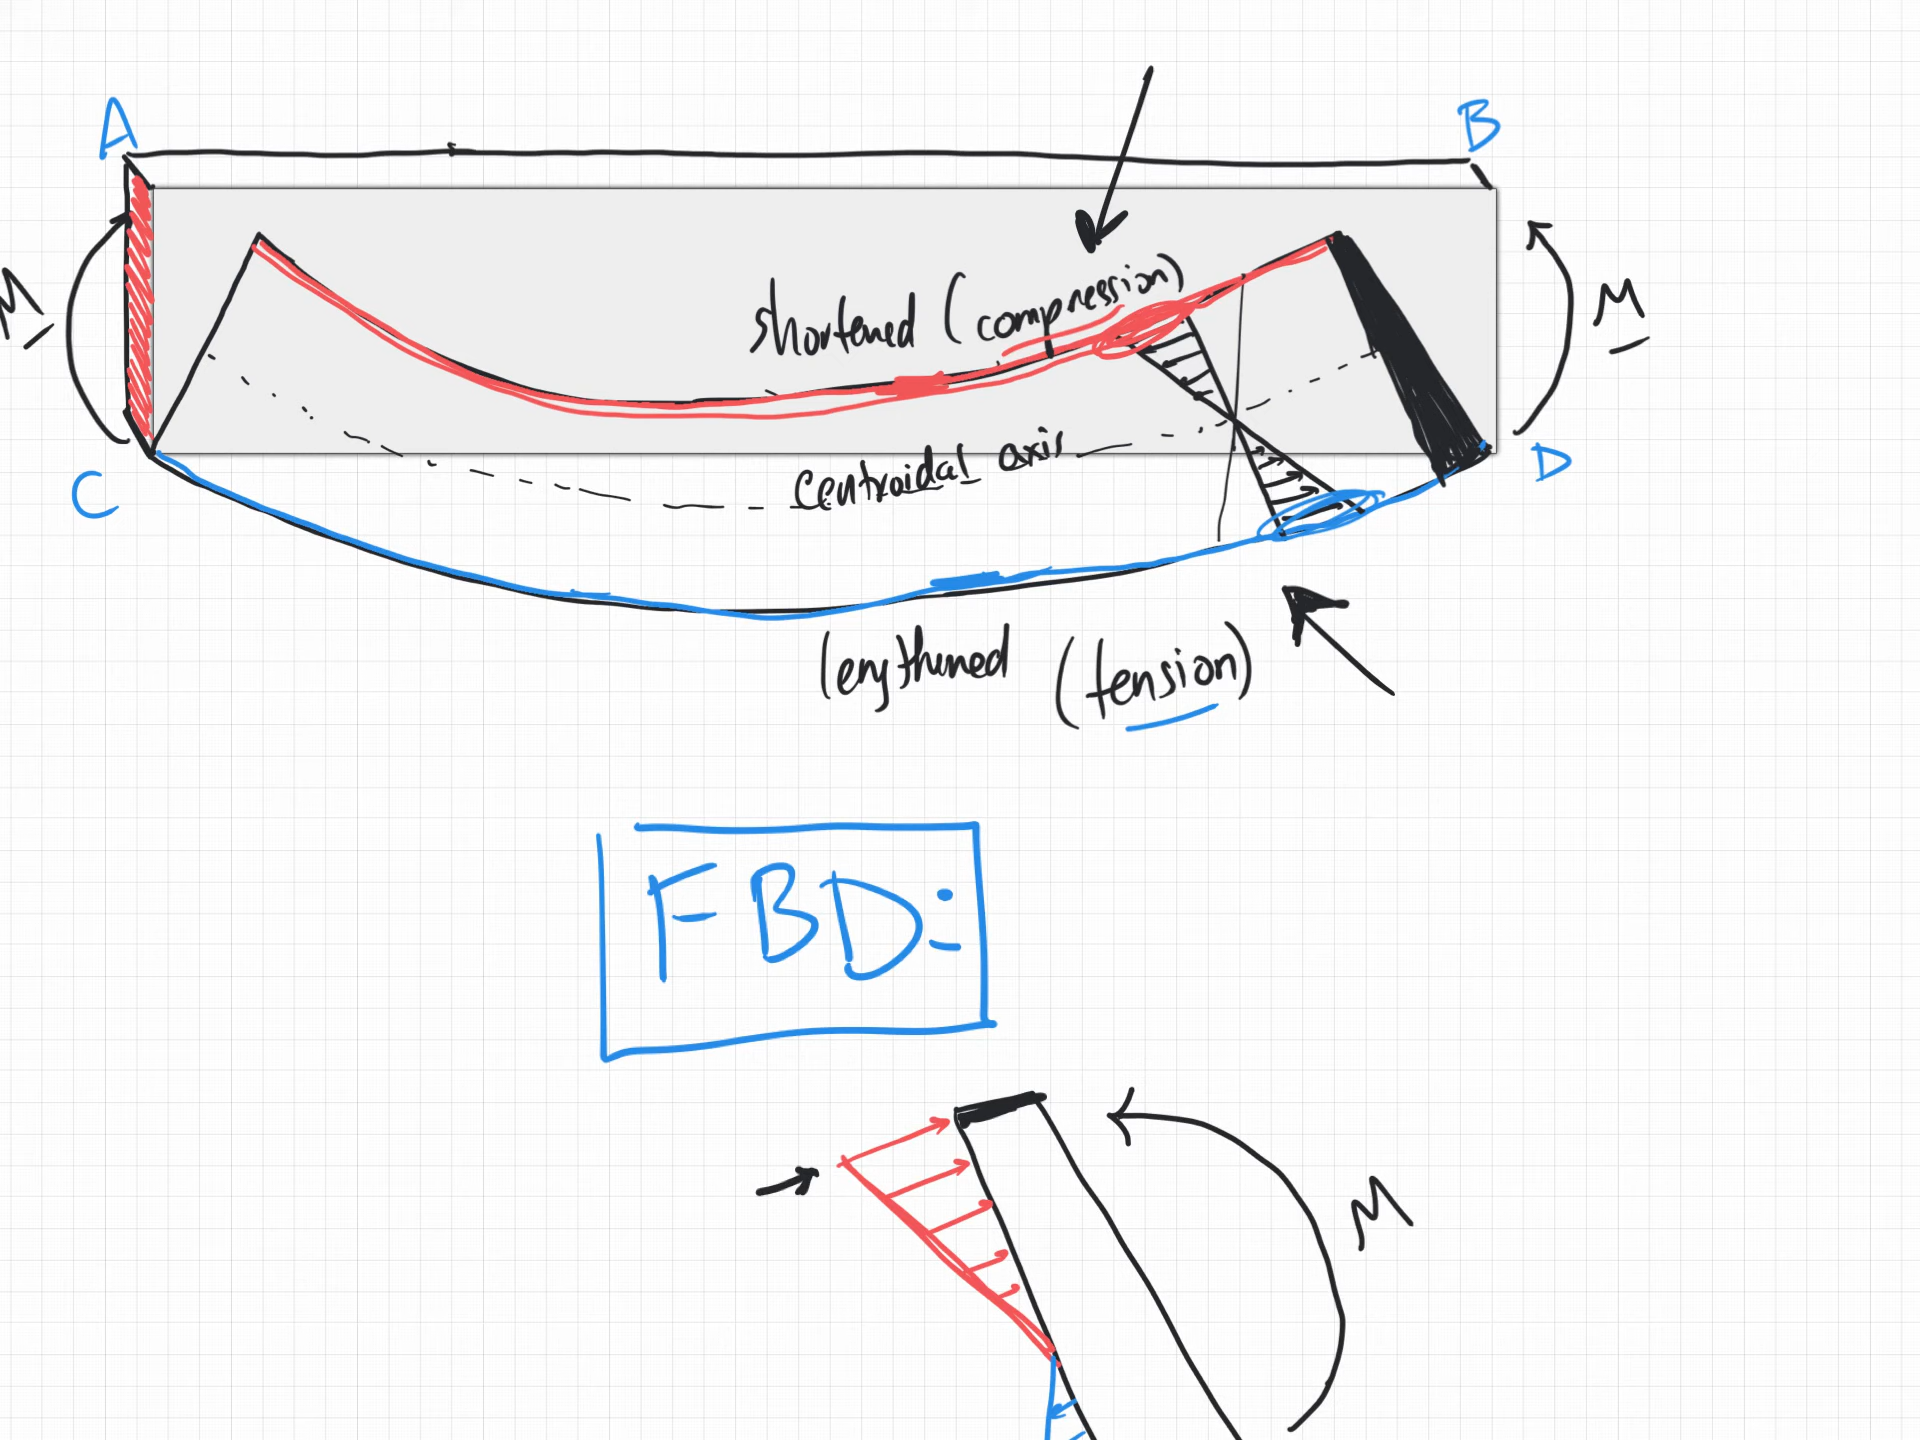 A
B
shortened (compression)
M
M
centroidal axis
C
D
lengthened (tension)
FBD:
M